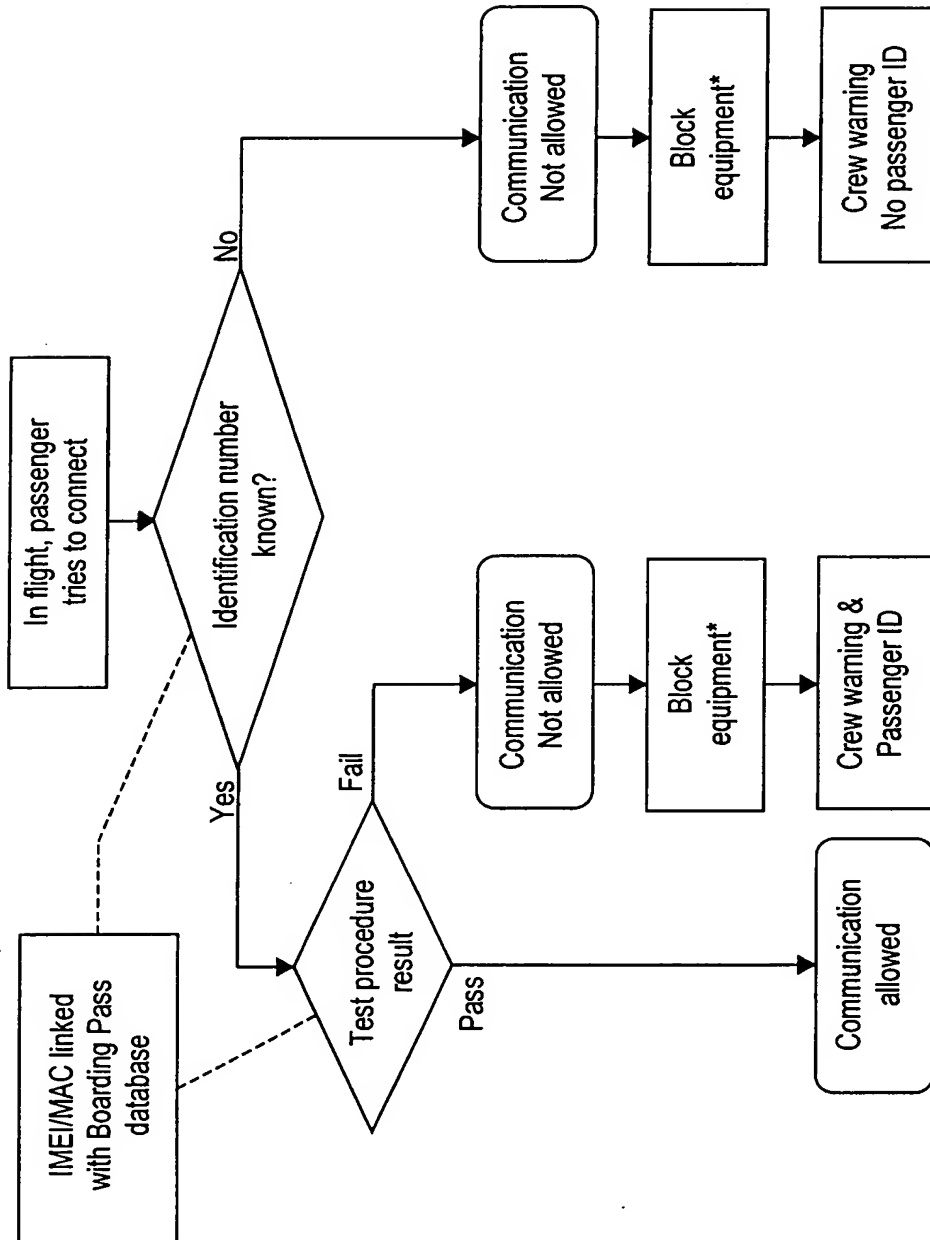 In flight, passenger
tries to connect
IMEI/MAC linked
with Boarding Pass
database
Identification number
known?
Yes
No
Test procedure
result
Fail
Pass
Communication
Not allowed
Block
equipment*
Crew warning &
Passenger ID
Communication
allowed
Communication
Not allowed
Block
equipment*
Crew warning
No passenger ID